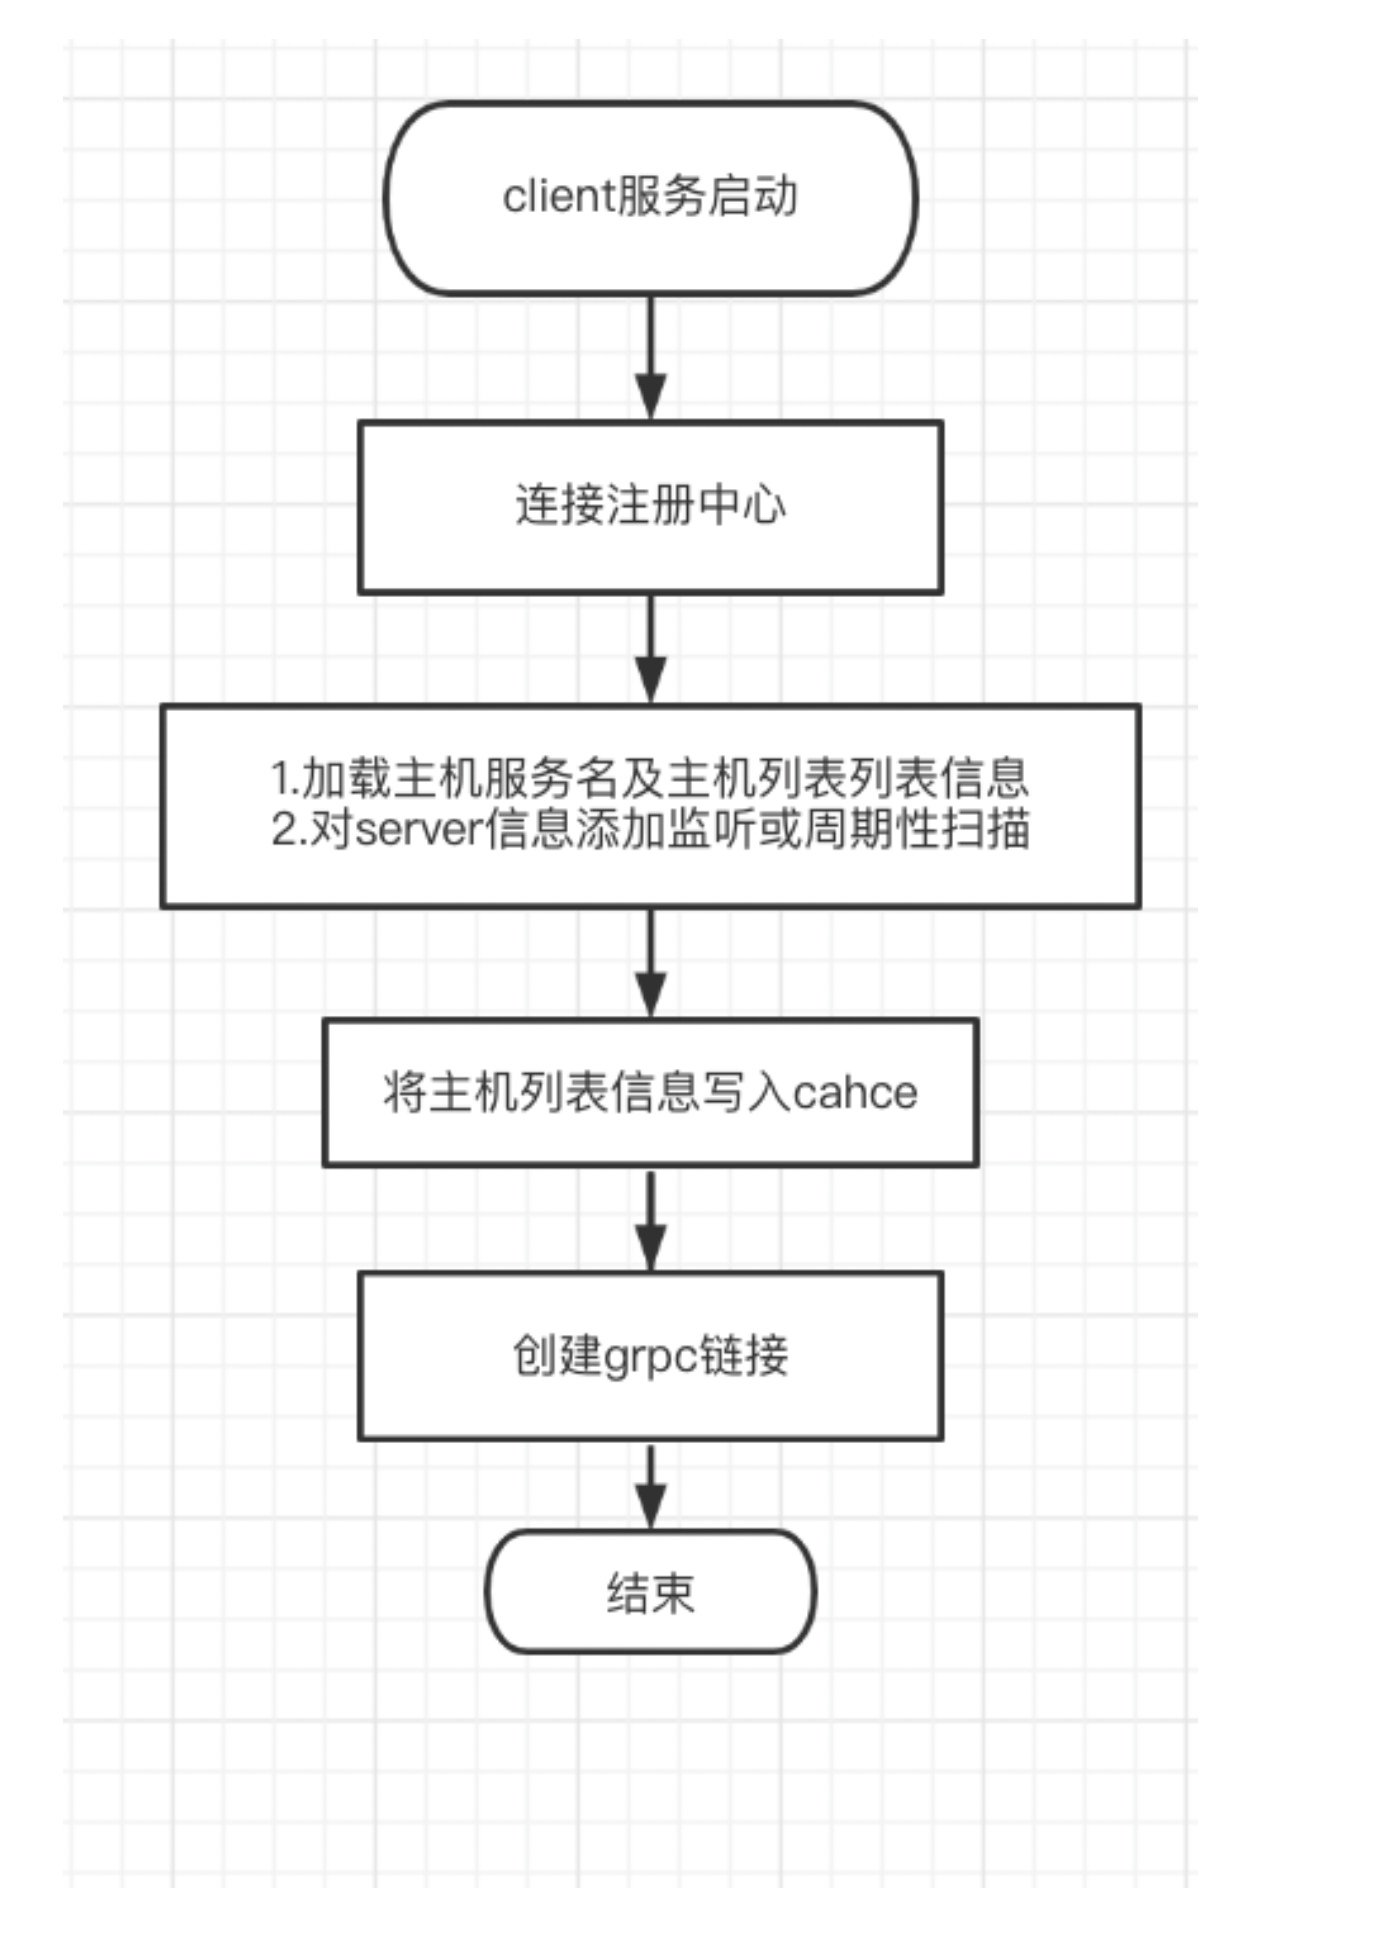 client服务启动
连接注册中心
1.加载主机服务名及主机列表列表信息
2.对server信息添加监听或周期性扫描
将主机列表信息写入cahce
创建grpc链接
结束